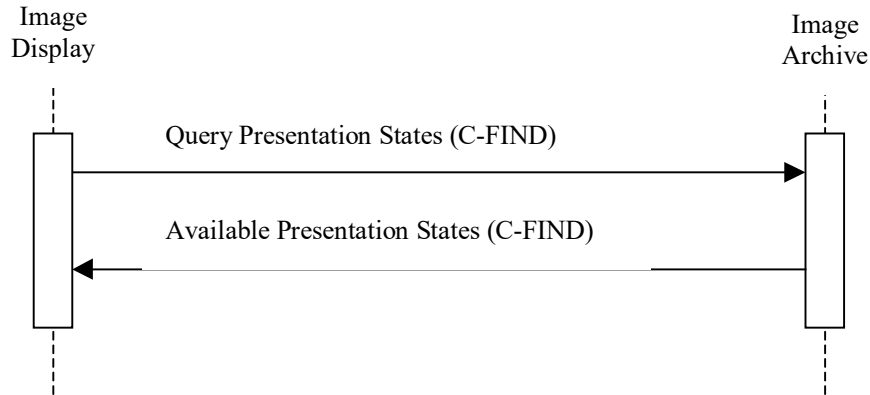 Image
Display
Image
Archive
Query Presentation States (C-FIND)
Available Presentation States (C-FIND)